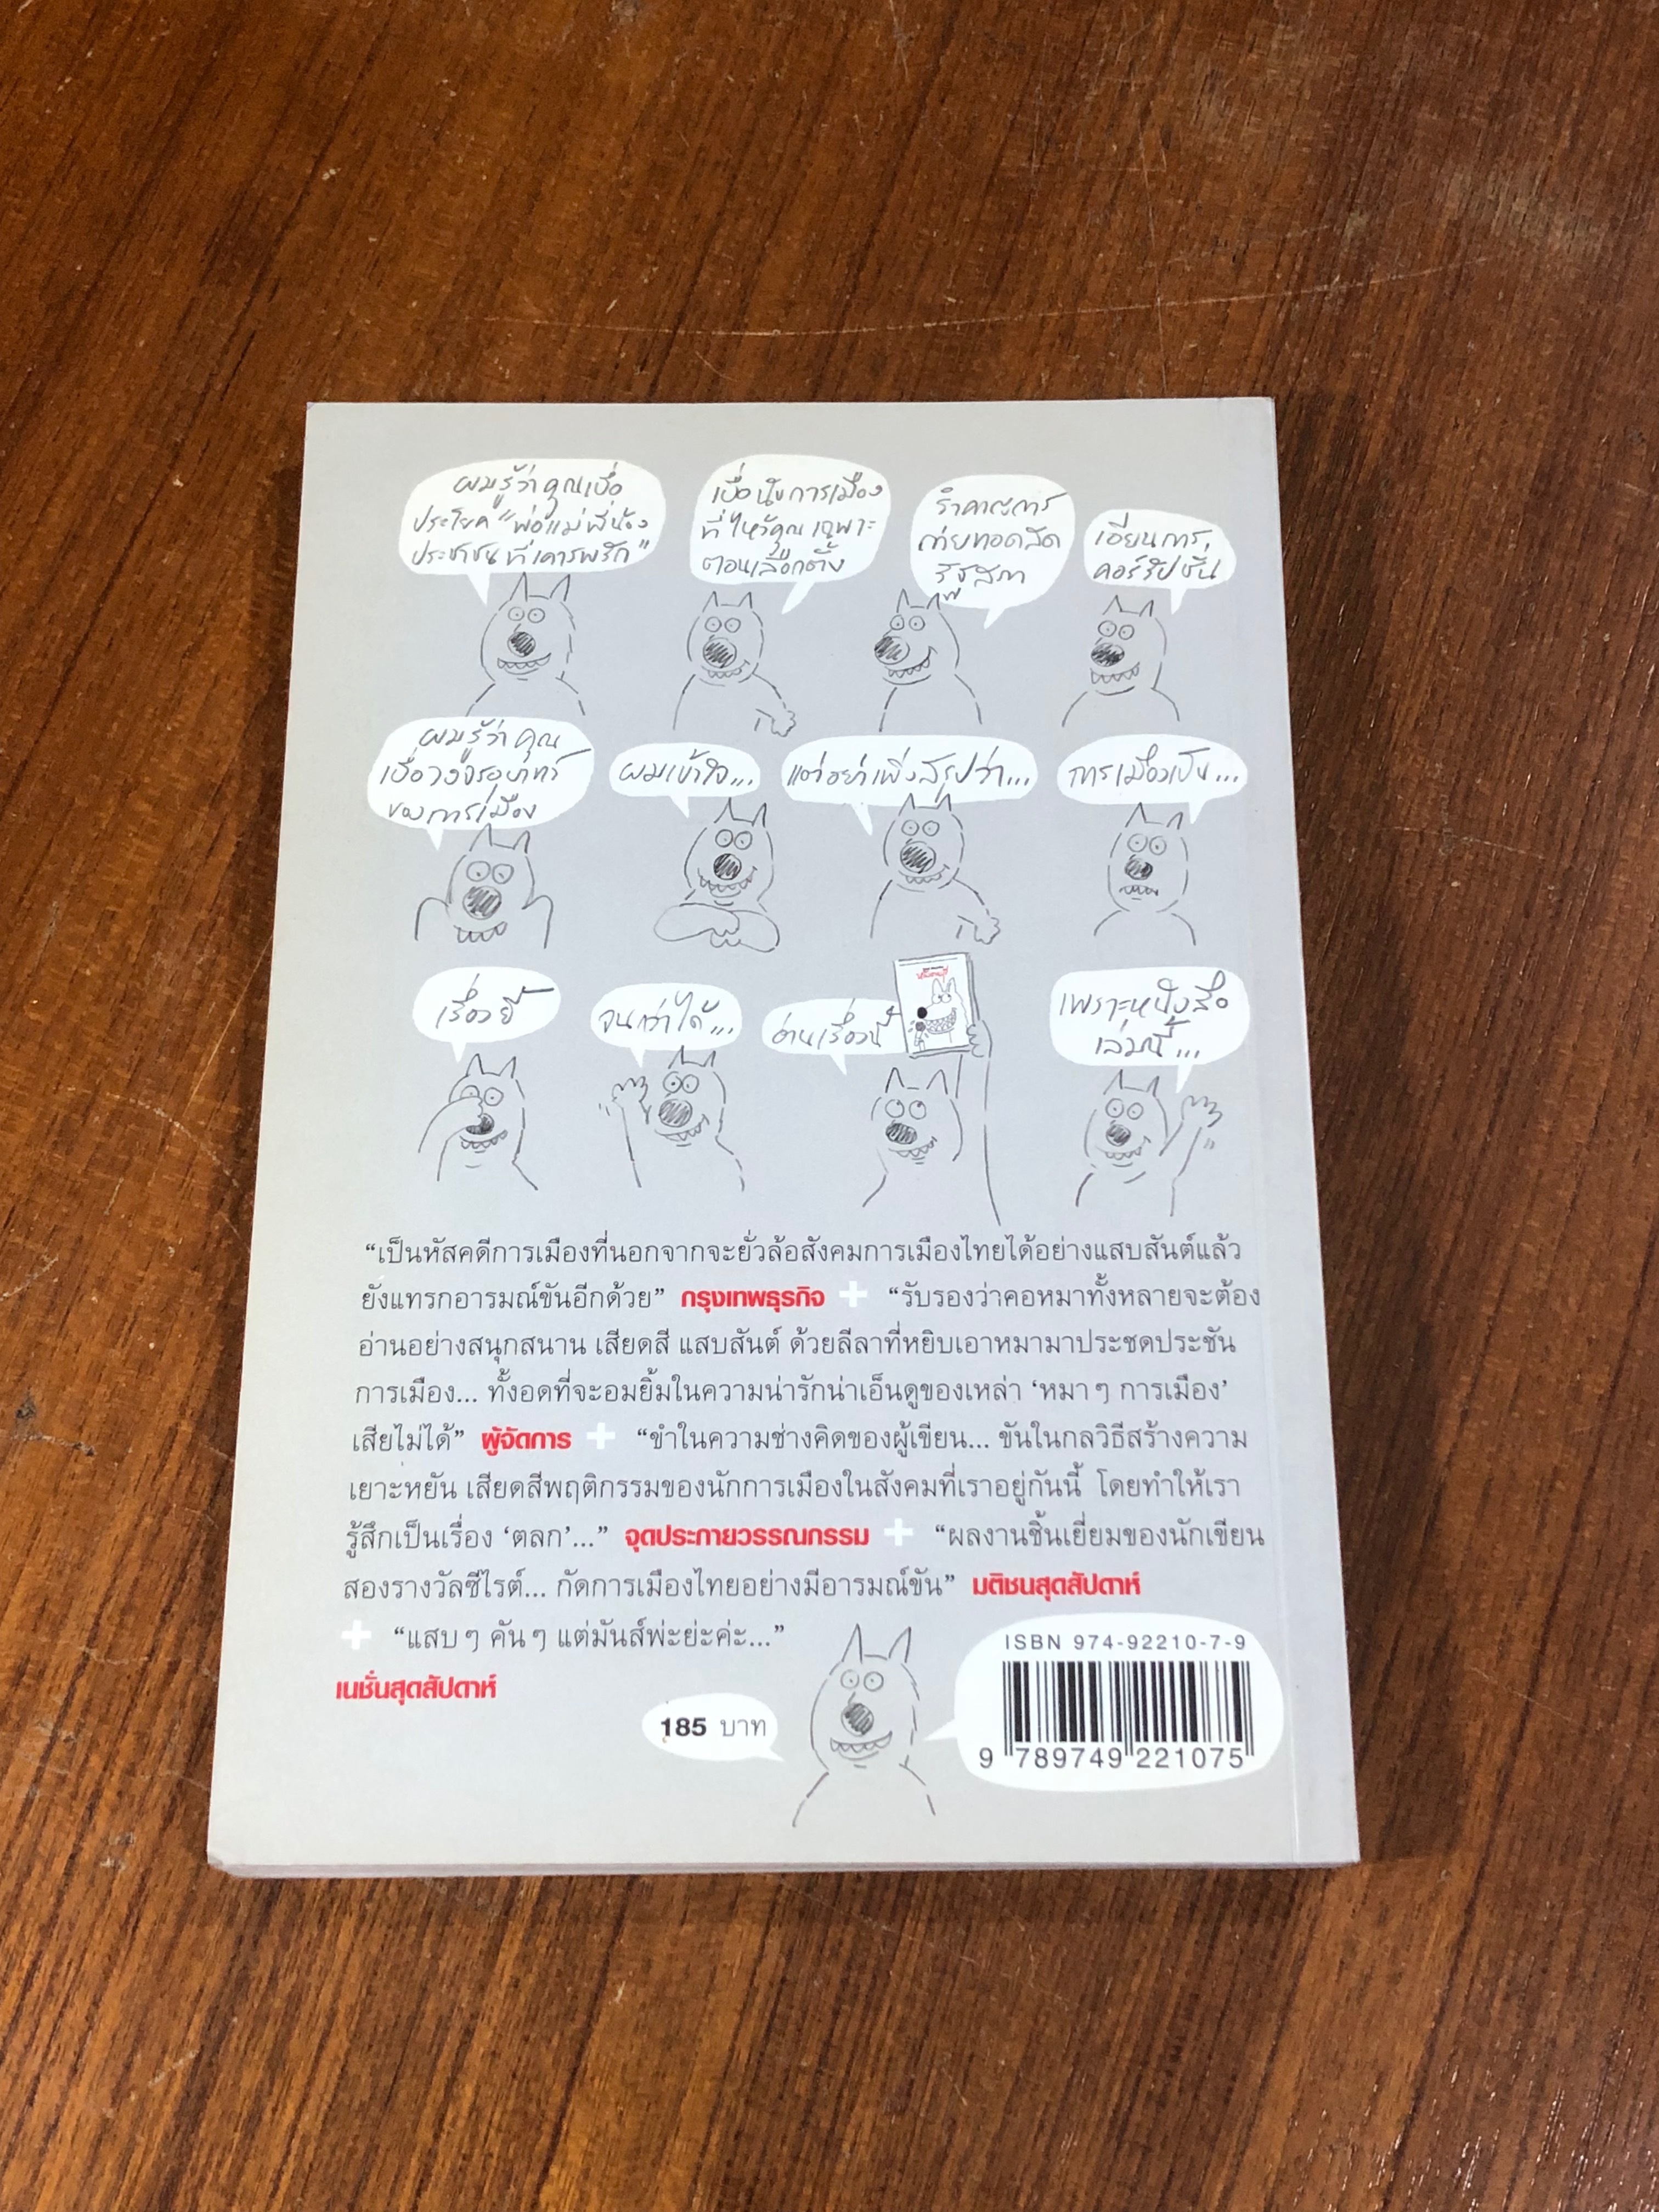 ผมรู้ว่าคุณเบื่อ
ประโยค "พ่อแม่พี่น้อง
ประชาชนที่เคารพรัก"
เบื่อนักการเมือง
ที่ไหว้คุณเฉพาะ
ตอนเลือกตั้ง
รำคาญการ
ถ่ายทอดสด
รัฐสภา
เอียนการ
คอร์รัปชั่น
ผมรู้ว่าคุณ
เบื่อวงจรอุบาทว์
ของการเมือง
ผมเข้าใจ...
แต่อย่าเพิ่งสรุปว่า...
การเมืองเป็น...
เรื่อง
จนกว่าได้...
อ่านเรื่องนี้
เพราะหนังสือ
เล่มนี้...
“เป็นหัสคดีการเมืองที่นอกจากจะยั่วล้อสังคมการเมืองไทยได้อย่างแสบสันต์แล้ว
ยังแทรกอารมณ์ขันอีกด้วย” กรุงเทพธุรกิจ + “รับรองว่าคอหมาทั้งหลายจะต้อง
อ่านอย่างสนุกสนาน เสียดสี แสบสันต์ ด้วยลีลาที่หยิบเอาหมามาประชดประชัน
การเมือง... ทั้งอดที่จะอมยิ้มในความน่ารักน่าเอ็นดูของเหล่า ‘หมา ๆ การเมือง’
เสียไม่ได้” ผู้จัดการ + “ขำในความช่างคิดของผู้เขียน... ขันในกลวิธีสร้างความ
เยาะหยัน เสียดสีพฤติกรรมของนักการเมืองในสังคมที่เราอยู่กันนี้ โดยทำให้เรา
รู้สึกเป็นเรื่อง ‘ตลก’...” จุดประกายวรรณกรรม + “ผลงานชิ้นเยี่ยมของนักเขียน
สองรางวัลซีไรต์... กัดการเมืองไทยอย่างมีอารมณ์ขัน” มติชนสุดสัปดาห์
+ “แสบ ๆ คัน ๆ แต่มันส์พ่ะย่ะค่ะ...”
เนชั่นสุดสัปดาห์
185 บาท
ISBN 974-92210-7-9
9 789749 221075